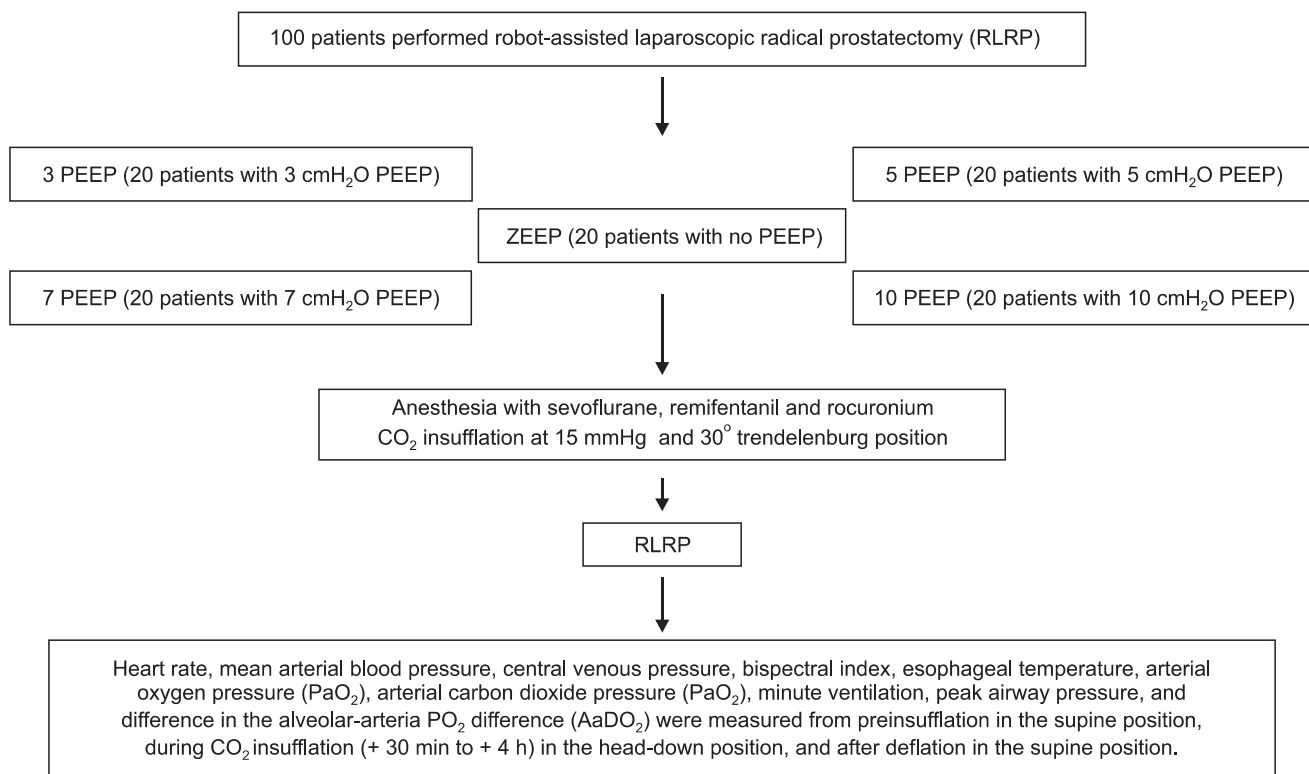 100 patients performed robot-assisted laparoscopic radical prostatectomy (RLRP)
3 PEEP (20 patients with 3 cmH₂O PEEP)
5 PEEP (20 patients with 5 cmH₂O PEEP)
ZEEP (20 patients with no PEEP)
7 PEEP (20 patients with 7 cmH₂O PEEP)
10 PEEP (20 patients with 10 cmH₂O PEEP)
Anesthesia with sevoflurane, remifentanil and rocuronium
CO₂ insufflation at 15 mmHg and 30° trendelenburg position
RLRP
Heart rate, mean arterial blood pressure, central venous pressure, bispectral index, esophageal temperature, arterial
oxygen pressure (PaO₂), arterial carbon dioxide pressure (PaO₂), minute ventilation, peak airway pressure, and
difference in the alveolar-arteria PO₂ difference (AaDO₂) were measured from preinsufflation in the supine position,
during CO₂ insufflation (+ 30 min to + 4 h) in the head-down position, and after deflation in the supine position.